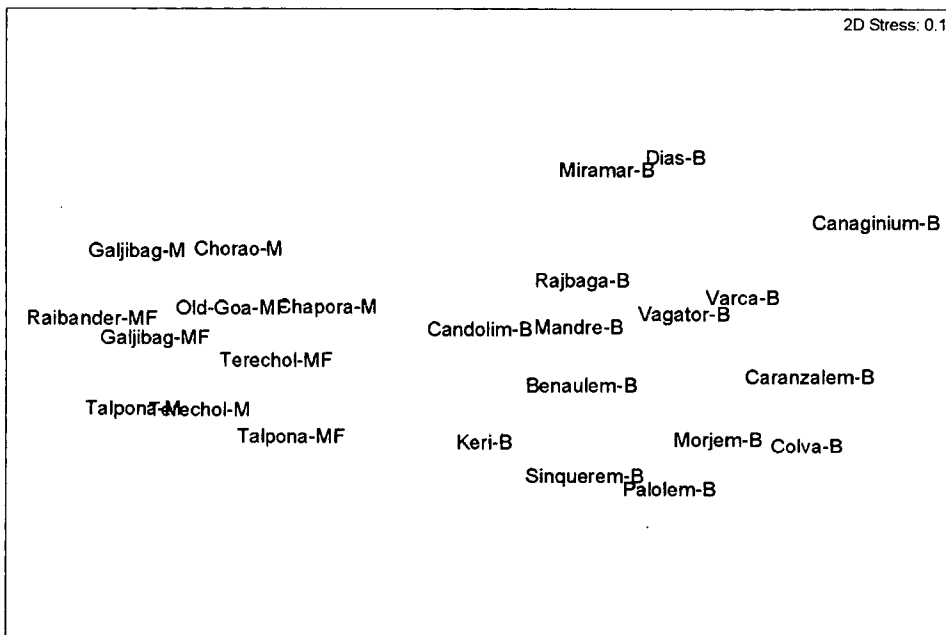 2D Stress: 0.1
Dias-B
Miramar-B
Canaginium-B
Galjibag-M
Chorao-M
Rajbaga-B
Varca-B
Old-Goa-MF
Chapora-M
Vagator-B
Raibander-MF
Candolim-B
Mandre-B
Galjibag-MF
Terechol-MF
Caranzalem-B
Benaulem-B
Talpona-M
Terechol-M
Talpona-MF
Keri-B
Morjem-B
Colva-B
Sinquerem-B
Palolem-B